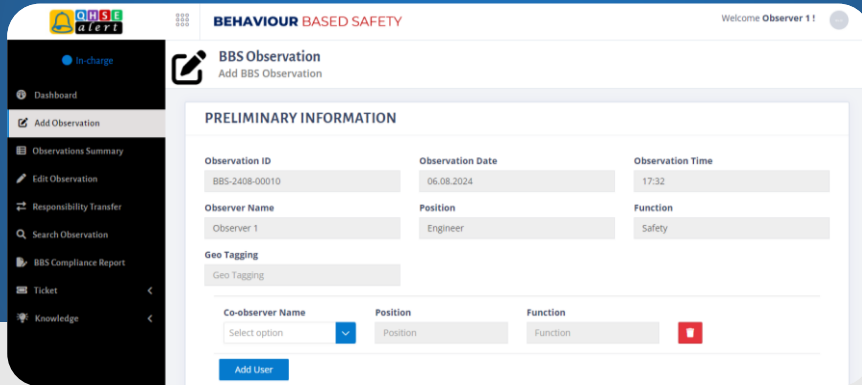 QHSE
alert
BEHAVIOUR BASED SAFETY
Welcome Observer 1 !
In-charge
Dashboard
Add Observation
Observations Summary
Edit Observation
Responsibility Transfer
Search Observation
BBS Compliance Report
Ticket
Knowledge
BBS Observation
Add BBS Observation
PRELIMINARY INFORMATION
Observation ID
Observation Date
Observation Time
BBS-2408-00010
06.08.2024
17:32
Observer Name
Position
Function
Observer 1
Engineer
Safety
Geo Tagging
Geo Tagging
Co-observer Name
Position
Function
Select option
Position
Function
Add User